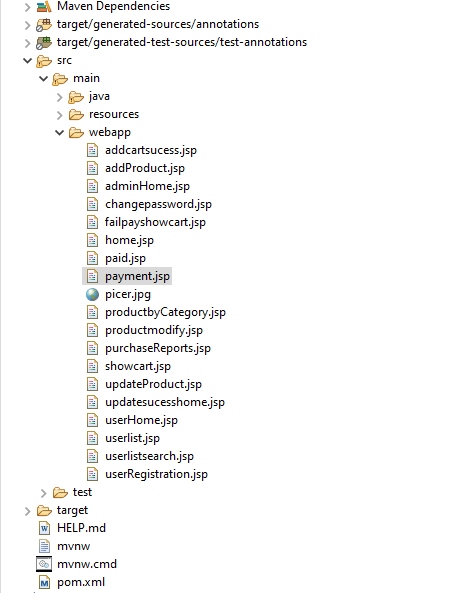 Maven Dependencies
target/generated-sources/annotations
target/generated-test-sources/test-annotations
src
main
java
resources
webapp
addcartsucess.jsp
addProduct.jsp
adminHome.jsp
changepassword.jsp
failpayshowcart.jsp
home.jsp
paid.jsp
payment.jsp
picer.jpg
productbyCategory.jsp
productmodify.jsp
purchaseReports.jsp
showcart.jsp
updateProduct.jsp
updatesucesshome.jsp
userHome.jsp
userlist.jsp
userlistsearch.jsp
userRegistration.jsp
test
target
HELP.md
mvnw
mvnw.cmd
pom.xml